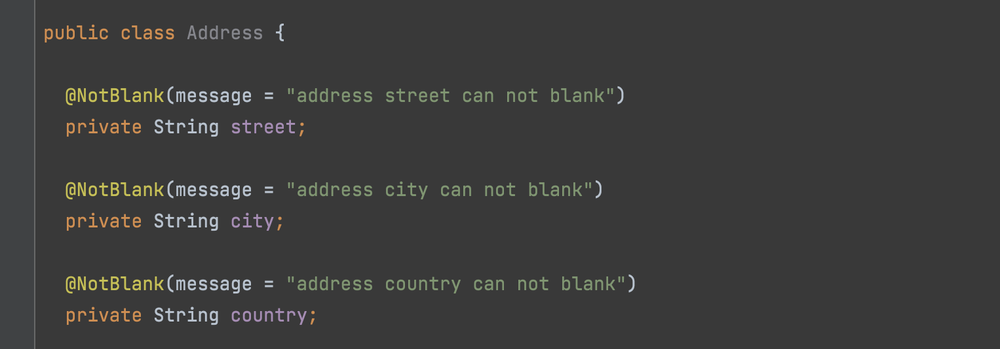 public class Address {
@NotBlank(message = "address street can not blank")
private String street;
@NotBlank(message = "address city can not blank")
private String city;
@NotBlank(message = "address country can not blank")
private String country;